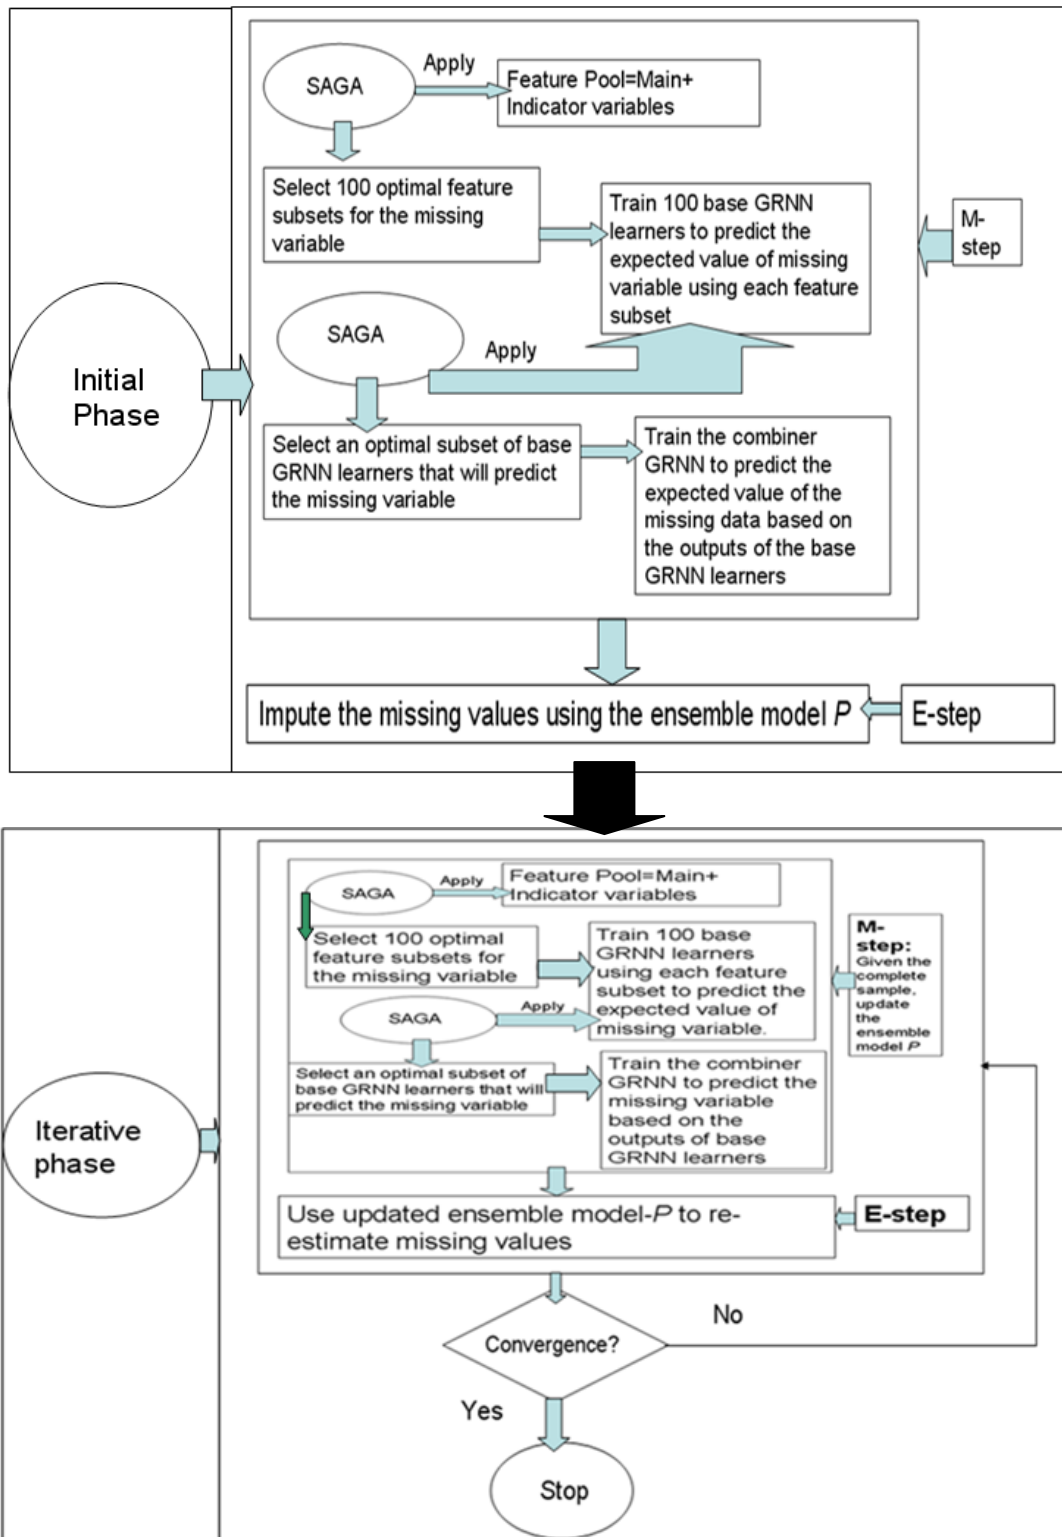 SAGA
Apply
Feature Pool=Main+
Indicator variables
Select 100 optimal feature
subsets for the missing
variable
Train 100 base GRNN
learners to predict the
expected value of missing
variable using each feature
subset
M-
step
SAGA
Apply
Initial
Phase
Select an optimal subset of base
GRNN learners that will predict
the missing variable
Train the combiner
GRNN to predict the
expected value of the
missing data based on
the outputs of the base
GRNN learners
Impute the missing values using the ensemble model P
E-step
SAGA
Apply
Feature Pool=Main+
Indicator variables
Select 100 optimal
feature subsets for
the missing variable
Train 100 base
GRNN learners
using each feature
subset to predict the
expected value of
missing variable.
M-
step:
Given the
complete
sample,
update
the
ensemble
model P
SAGA
Apply
Select an optimal subset of
base GRNN learners that will
predict the missing variable
Train the combiner
GRNN to predict the
missing variable
based on the
outputs of base
GRNN learners
Iterative
phase
Use updated ensemble model-P to re-
estimate missing values
E-step
Convergence?
No
Yes
Stop